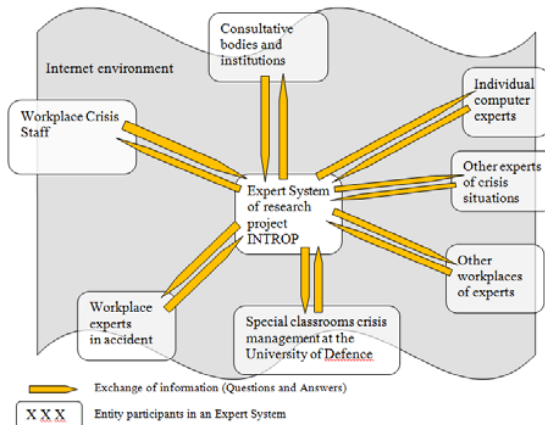 Consultative
bodies and
institutions
Internet environment
Individual
computer
experts
Workplace Crisis
Staff
Other experts
of crisis
situations
Expert System
of research
project
INTROP
Other
workplaces
of experts
Workplace
experts
in accident
Special classrooms crisis
management at the
University of Defence
Exchange of information (Questions and Answers)
X X X Entity participants in an Expert System